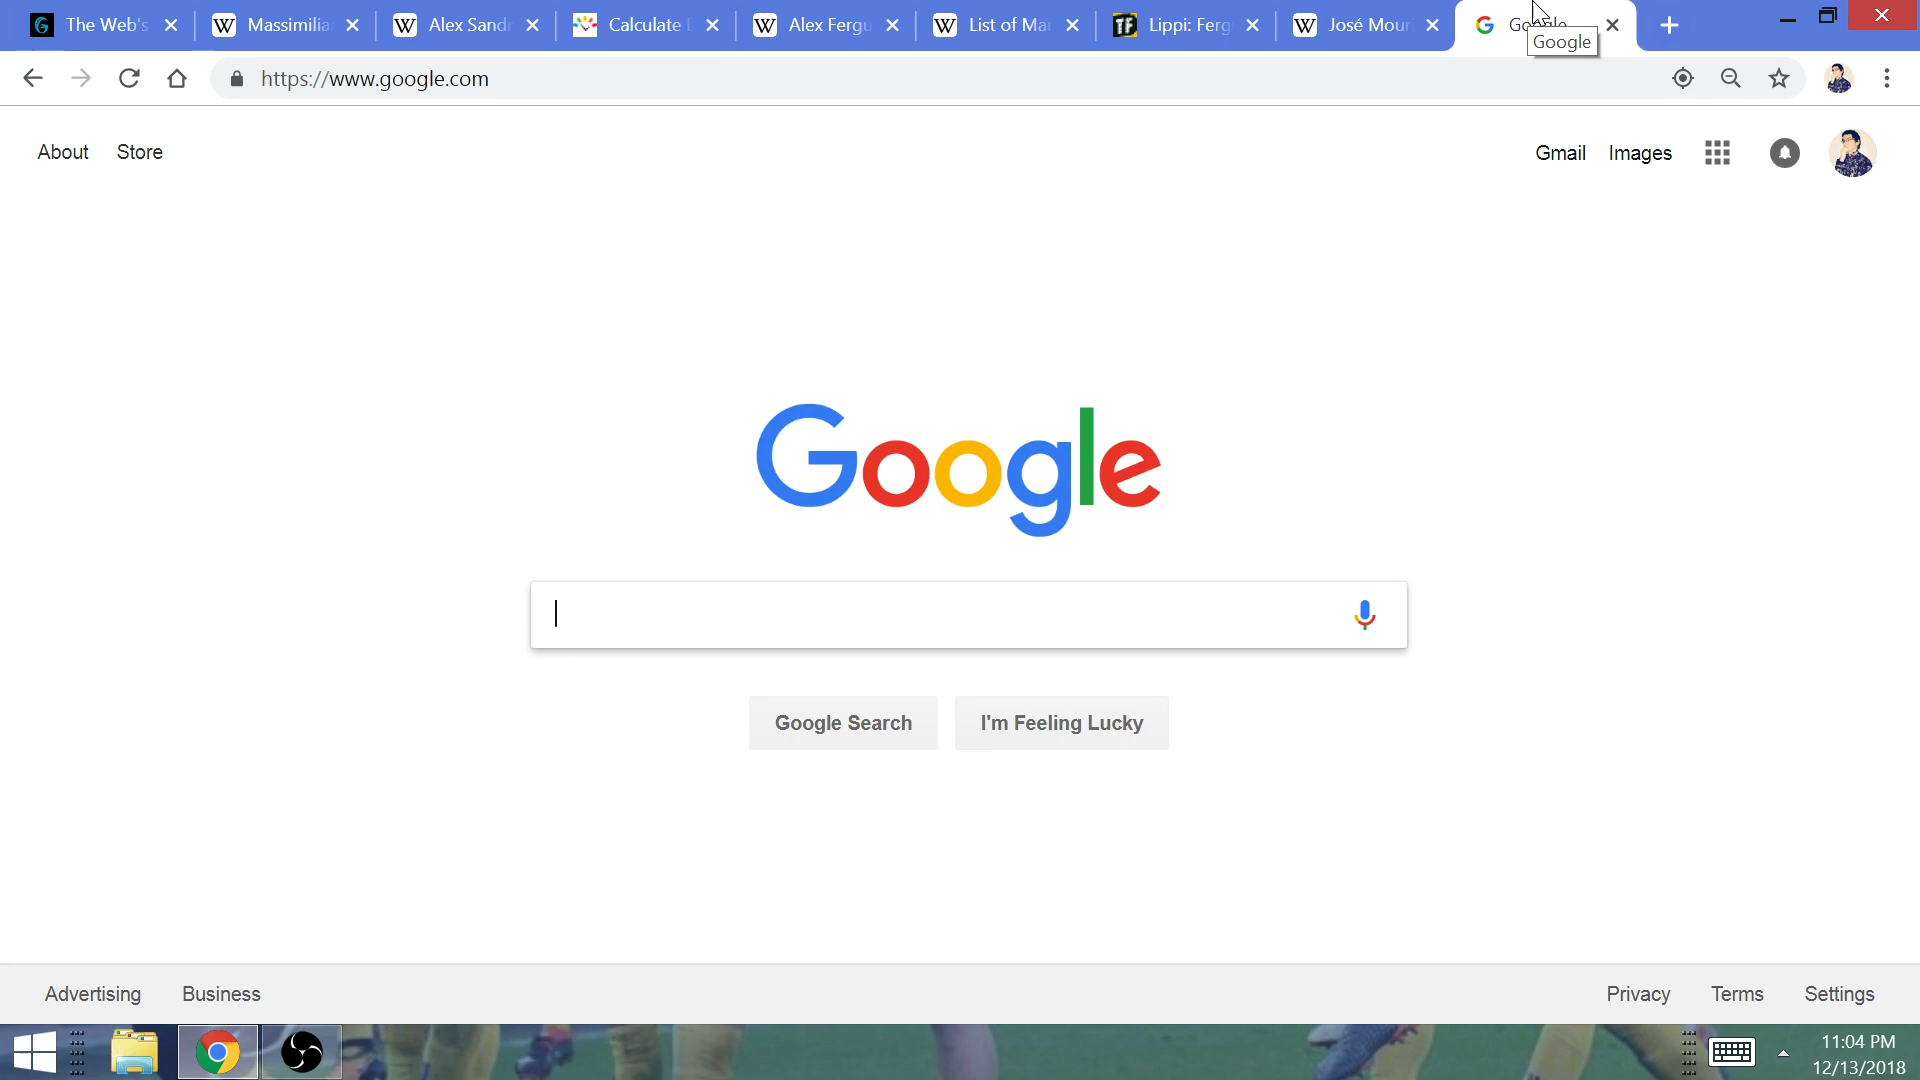 The Web's
Massimilia
Alex Sandr
Calculate
Alex Fergu
List of Ma
Lippi: Ferg
José Mour
Google
https://www.google.com
About
Store
Gmail
Images
Google
Google Search
I'm Feeling Lucky
Advertising
Business
Privacy
Terms
Settings
11:04 PM
12/13/2018